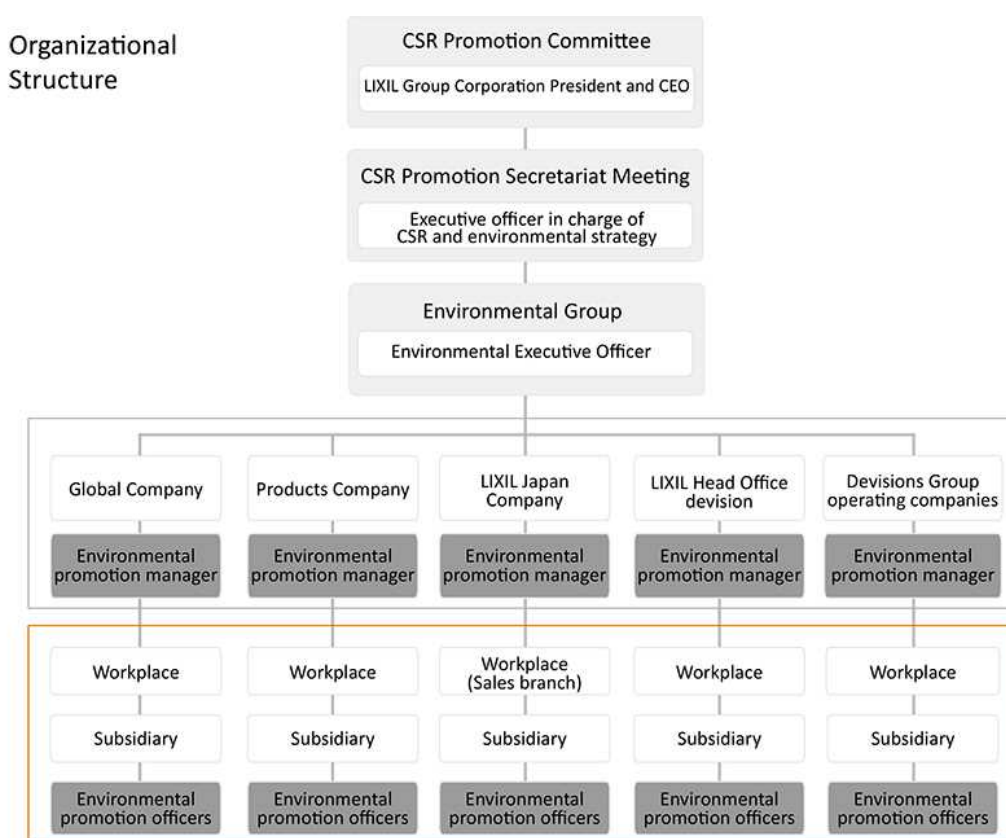 Organizational
Structure
CSR Promotion Committee
LIXIL Group Corporation President and CEO
CSR Promotion Secretariat Meeting
Executive officer in charge of
CSR and environmental strategy
Environmental Group
Environmental Executive Officer
Global Company
Products Company
LIXIL Japan
Company
LIXIL Head Office
devision
Devisions Group
operating companies
Environmental
promotion manager
Environmental
promotion manager
Environmental
promotion manager
Environmental
promotion manager
Environmental
promotion manager
Workplace
Workplace
Workplace
(Sales branch)
Workplace
Workplace
Subsidiary
Subsidiary
Subsidiary
Subsidiary
Subsidiary
Environmental
promotion officers
Environmental
promotion officers
Environmental
promotion officers
Environmental
promotion officers
Environmental
promotion officers